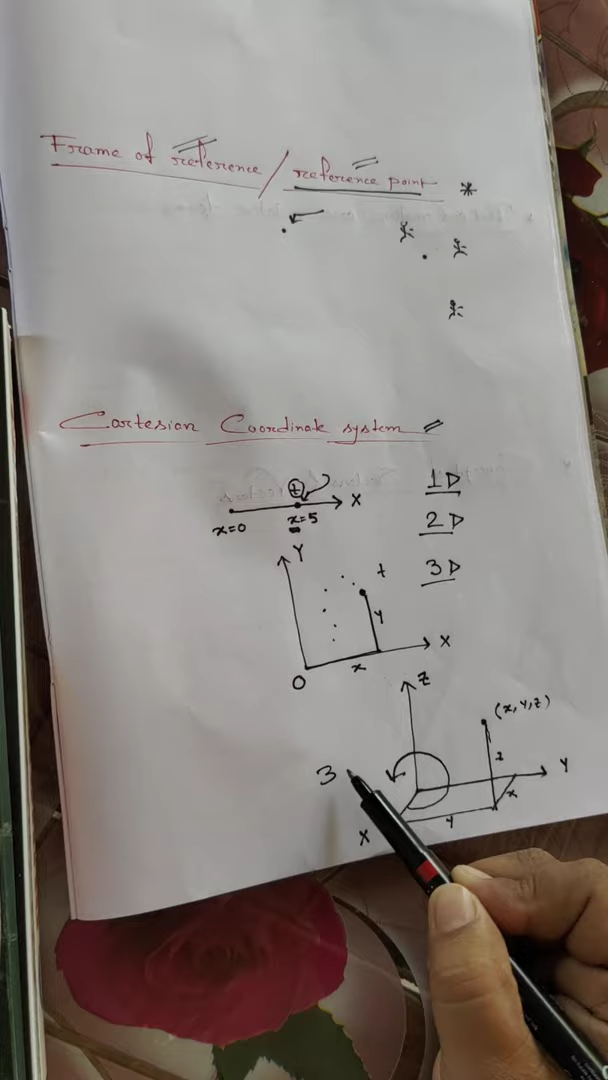 Frame of reference / reference point *
Cartesian Coordinate system
1D
t
X
x=0 x=5
2D
Y
t
3D
y
X
O x
Z
(x,y,z)
3
z
Y
x
y
X